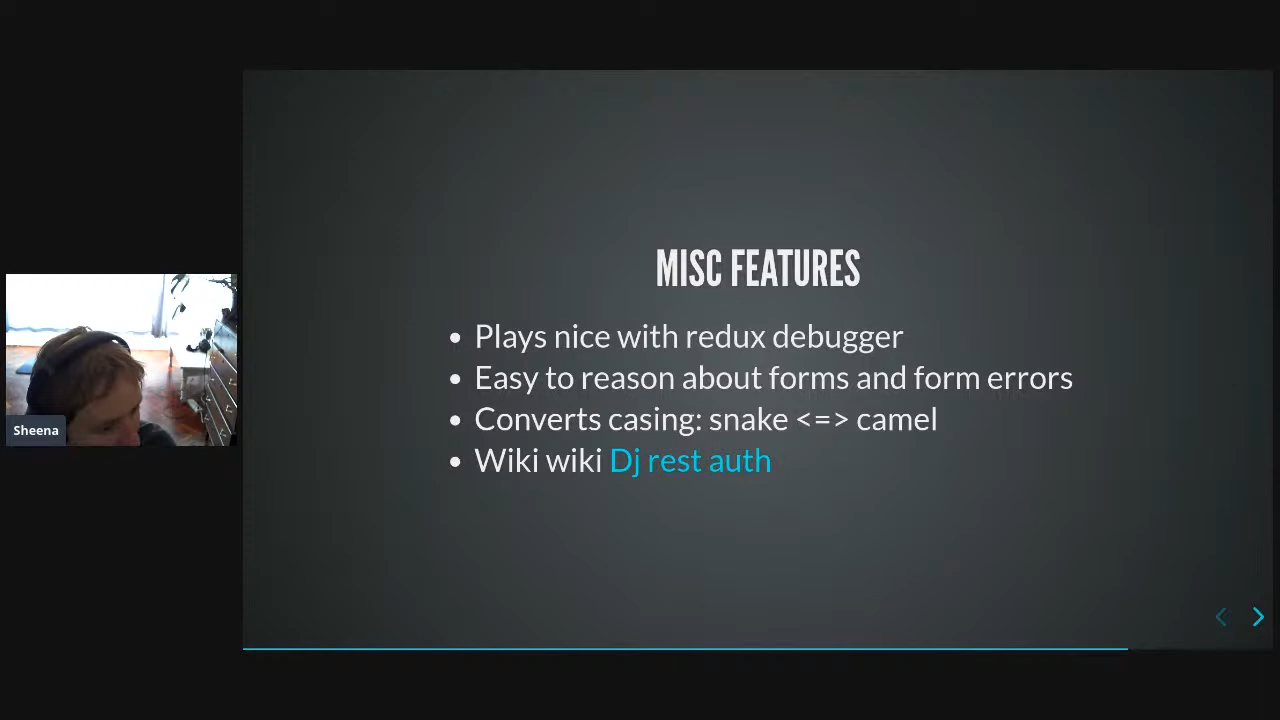 MISC FEATURES
Plays nice with redux debugger
Easy to reason about forms and form errors
Converts casing: snake <=> camel
Wiki wiki Dj rest auth
Sheena